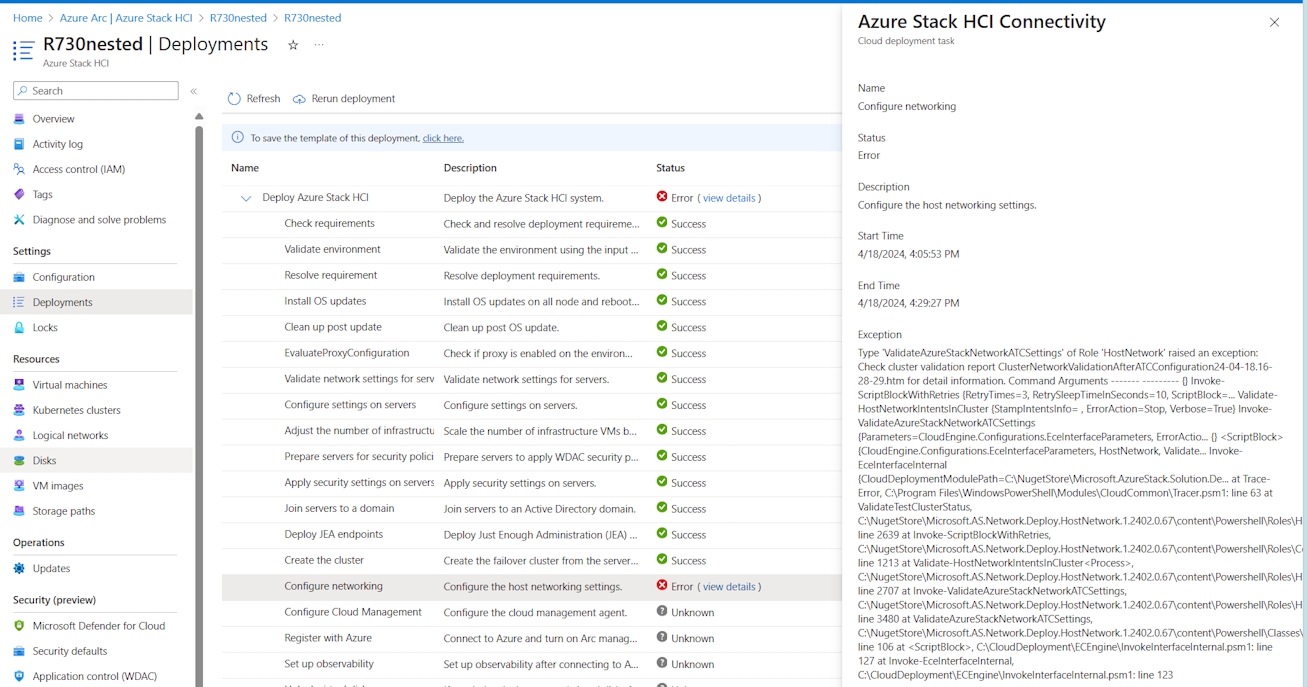 Home > Azure Arc | Azure Stack HCI > R730nested > R730nested
R730nested | Deployments
Azure Stack HCI
Search
Overview
Activity log
Access control (IAM)
Tags
Diagnose and solve problems
Settings
Configuration
Deployments
Locks
Resources
Virtual machines
Kubernetes clusters
Logical networks
Disks
VM images
Storage paths
Operations
Updates
Security (preview)
Microsoft Defender for Cloud
Security defaults
Application control (WDAC)
Refresh Rerun deployment
To save the template of this deployment, click here.
Name Description Status
Deploy Azure Stack HCI Deploy the Azure Stack HCI system. Error ( view details )
Check requirements Check and resolve deployment requireme... Success
Validate environment Validate the environment using the input ... Success
Resolve requirement Resolve deployment requirements. Success
Install OS updates Install OS updates on all node and reboot... Success
Clean up post update Clean up post OS update. Success
EvaluateProxyConfiguration Check if proxy is enabled on the environ... Success
Validate network settings for serv Validate network settings for servers. Success
Configure settings on servers Configure settings on servers. Success
Adjust the number of infrastructu Scale the number of infrastructure VMs b... Success
Prepare servers for security polici Prepare servers to apply WDAC security p... Success
Apply security settings on servers Apply security settings on servers. Success
Join servers to a domain Join servers to an Active Directory domain. Success
Deploy JEA endpoints Deploy Just Enough Administration (JEA) ... Success
Create the cluster Create the failover cluster from the server... Success
Configure networking Configure the host networking settings. Error ( view details )
Configure Cloud Management Configure the cloud management agent. Unknown
Register with Azure Connect to Azure and turn on Arc manag... Unknown
Set up observability Set up observability after connecting to A... Unknown
Azure Stack HCI Connectivity
Cloud deployment task
Name
Configure networking
Status
Error
Description
Configure the host networking settings.
Start Time
4/18/2024, 4:05:53 PM
End Time
4/18/2024, 4:29:27 PM
Exception
Type 'ValidateAzureStackNetworkATCSettings' of Role 'HostNetwork' raised an exception:
Check cluster validation report ClusterNetworkValidationAfterATCConfiguration24-04-18.16-
28-29.htm for detail information. Command Arguments ------- --------- {} Invoke-
ScriptBlockWithRetries {RetryTimes=3, RetrySleepTimeInSeconds=10, ScriptBlock=... Validate-
HostNetworkIntentsInCluster {StampIntentsInfo= , ErrorAction=Stop, Verbose=True} Invoke-
ValidateAzureStackNetworkATCSettings
{Parameters=CloudEngine.Configurations.EceInterfaceParameters, ErrorActio... {} <ScriptBlock>
{CloudEngine.Configurations.EceInterfaceParameters, HostNetwork, Validate... Invoke-
EceInterfaceInternal
{CloudDeploymentModulePath=C:\NugetStore\Microsoft.AzureStack.Solution.De... at Trace-
Error, C:\Program Files\WindowsPowerShell\Modules\CloudCommon\Tracer.psm1: line 63 at
ValidateTestClusterStatus,
C:\NugetStore\Microsoft.AS.Network.Deploy.HostNetwork.1.2402.0.67\content\Powershell\Roles\H
line 2639 at Invoke-ScriptBlockWithRetries,
C:\NugetStore\Microsoft.AS.Network.Deploy.HostNetwork.1.2402.0.67\content\Powershell\Roles\C
line 1213 at Validate-HostNetworkIntentsInCluster<Process>,
C:\NugetStore\Microsoft.AS.Network.Deploy.HostNetwork.1.2402.0.67\content\Powershell\Roles\H
line 2707 at Invoke-ValidateAzureStackNetworkATCSettings,
C:\NugetStore\Microsoft.AS.Network.Deploy.HostNetwork.1.2402.0.67\content\Powershell\Roles\H
line 3480 at ValidateAzureStackNetworkATCSettings,
C:\NugetStore\Microsoft.AS.Network.Deploy.HostNetwork.1.2402.0.67\content\Powershell\Classes\
line 106 at <ScriptBlock>, C:\CloudDeployment\ECEngine\InvokeInterfaceInternal.psm1: line
127 at Invoke-EceInterfaceInternal,
C:\CloudDeployment\ECEngine\InvokeInterfaceInternal.psm1: line 123